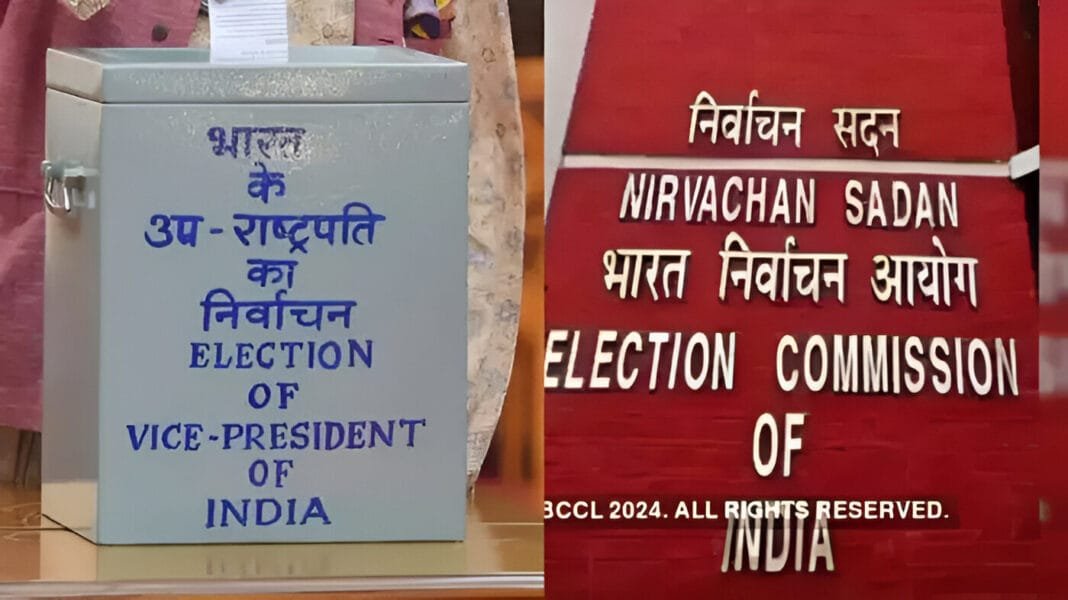 भारत
के
उप-राष्ट्रपति
का
निर्वाचन
ELECTION
OF
VICE-PRESIDENT
OF
INDIA
निर्वाचन सदन
NIRVACHAN SADAN
भारत निर्वाचन आयोग
ELECTION COMMISSION
OF
BCCL 2024. ALL RIGHTS RESERVED.
INDIA